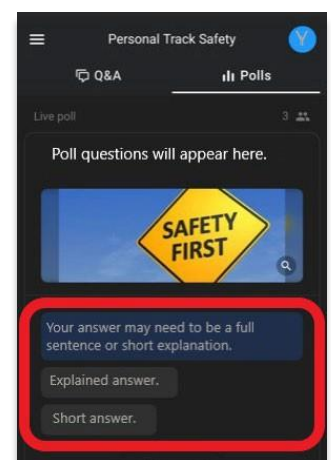 Personal Track Safety
Y
Q&A
Polls
Live poll
3
Poll questions will appear here.
SAFETY
FIRST
Your answer may need to be a full
sentence or short explanation.
Explained answer.
Short answer.